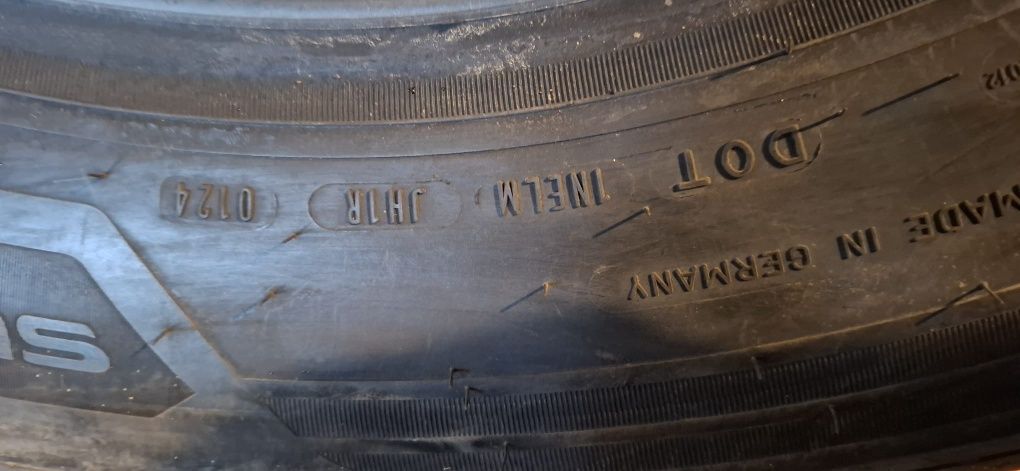 DOT 1NELM JH1R 0124
MADE IN GERMANY